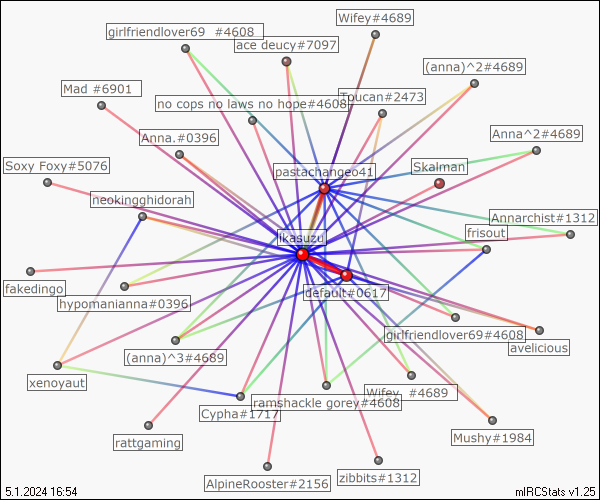 Wifey#4689
girlfriendlover69 #4608
ace deucy#7097
(anna)^2#4689
Mad #6901
no cops no laws no hope#4608
Toucan#2473
Anna.#0396
Anna^2#4689
Soxy Foxy#5076
pastachangeo41
Skalman
neokingghidorah
Annarchist#1312
ikasuzu
frisout
fakedingo
hypomanianna#0396
default#0617
girlfriendlover69#4608
avelicious
(anna)^3#4689
xenoyaut
ramshackle gorey#4608
Wifey #4689
Cypha#1717
rattgaming
Mushy#1984
AlpineRooster#2156
zibbits#1312
5.1.2024 16:54
mIRCStats v1.25